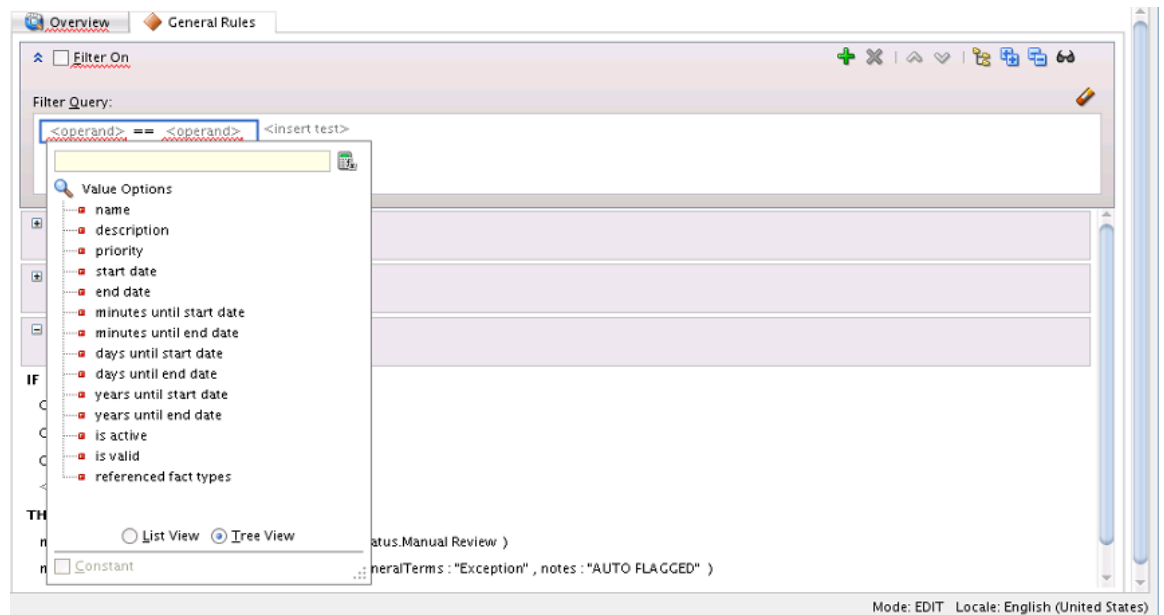 Overview General Rules
Filter On
Filter Query:
<operand> == <operand> <insert test>
Value Options
name
description
priority
start date
end date
minutes until start date
minutes until end date
days until start date
days until end date
years until start date
years until end date
is active
is valid
referenced fact types
List View Tree View
Constant
IF
TH
atus.Manual Review )
neralTerms : "Exception" , notes : "AUTO FLAGGED" )
Mode: EDIT Locale: English (United States)